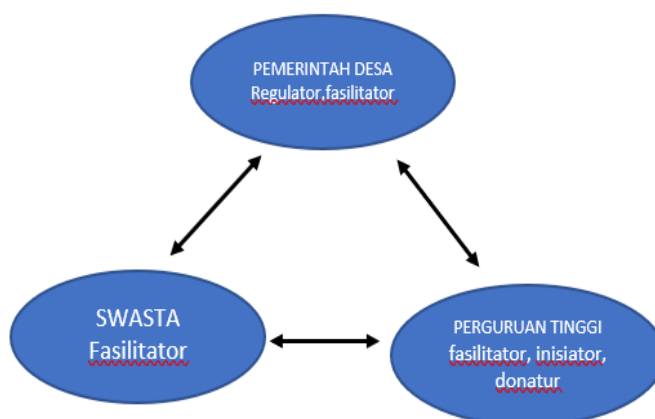 PEMERINTAH DESA
Regulator,fasilitator
SWASTA
Fasilitator
PERGURUAN TINGGI
fasilitator, inisiator,
donatur